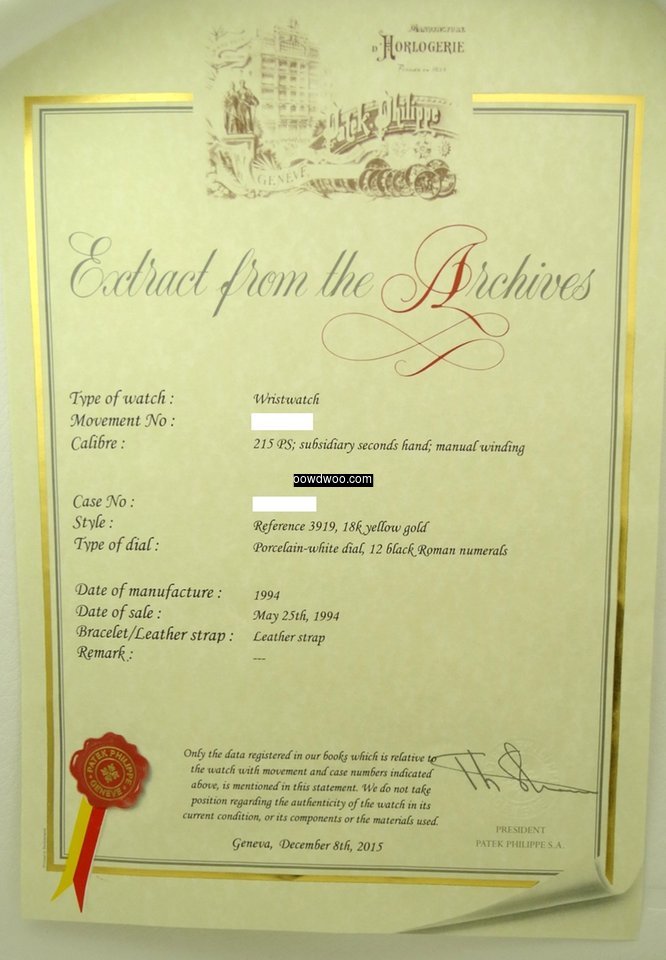 MANUFACTURE
D'HORLOGERIE
Patek Philippe
GENÈVE
Extract from the Archives
Type of watch : Wristwatch
Movement No :
Calibre : 215 PS; subsidiary seconds hand; manual winding
powdwoo.com
Case No :
Style : Reference 3919, 18k yellow gold
Type of dial : Porcelain-white dial, 12 black Roman numerals
Date of manufacture : 1994
Date of sale : May 25th, 1994
Bracelet/Leather strap : Leather strap
Remark : ---
Only the data registered in our books which is relative to
the watch with movement and case numbers indicated
above, is mentioned in this statement. We do not take
position regarding the authenticity of the watch in its
current condition, or its components or the materials used.
Geneva, December 8th, 2015
PATEK PHILIPPE
GENEVE
PRESIDENT
PATEK PHILIPPE S.A.